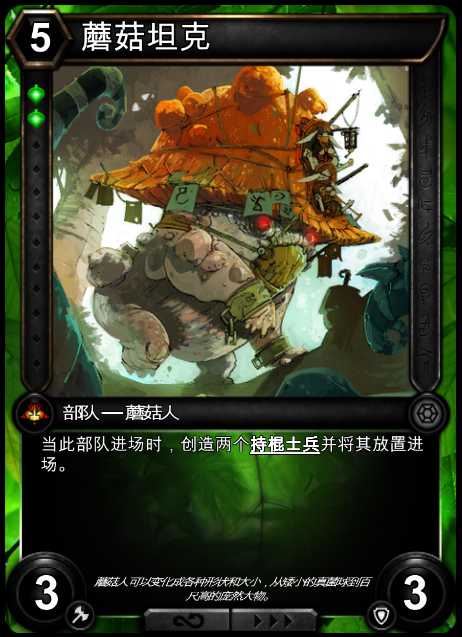 5 蘑菇坦克
部队 — 蘑菇人
当此部队进场时，创造两个持棍士兵并将其放置进
场。
蘑菇人可以变化成各种形状和大小，从矮小的真菌球到百
尺高的庞然大物。
3
3